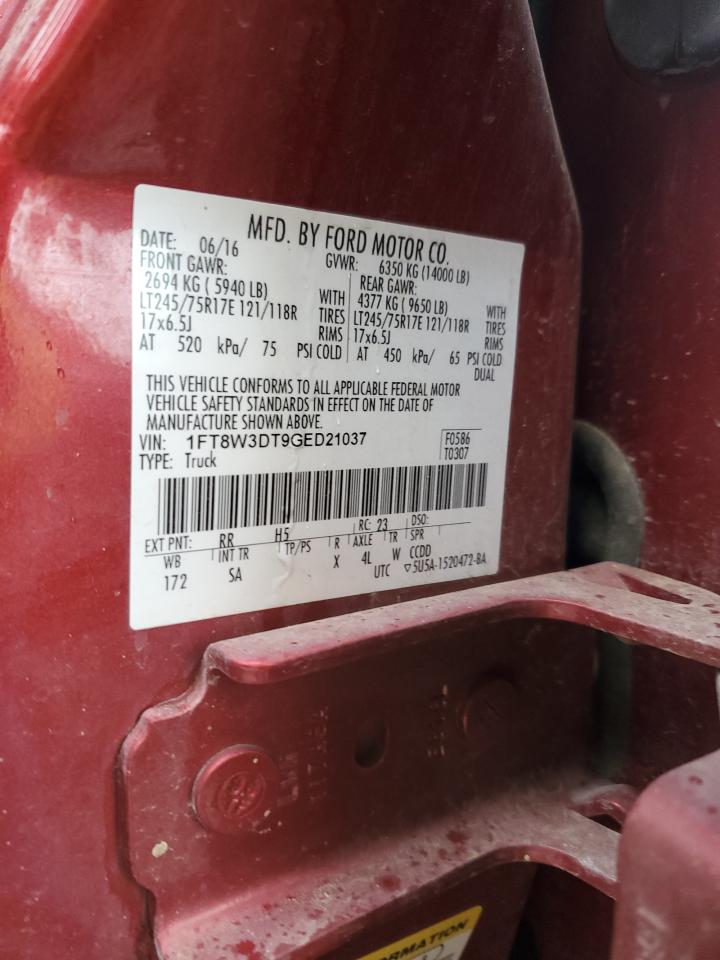 MFD. BY FORD MOTOR CO.
DATE: 06/16 GVWR: 6350 KG (14000 LB)
FRONT GAWR: REAR GAWR:
2694 KG ( 5940 LB) WITH 4377 KG ( 9650 LB) WITH
LT245/75R17E 121/118R TIRES LT245/75R17E 121/118R TIRES
17x6.5J RIMS 17x6.5J RIMS
AT 520 kPa/ 75 PSI COLD AT 450 kPa/ 65 PSI COLD
DUAL
THIS VEHICLE CONFORMS TO ALL APPLICABLE FEDERAL MOTOR
VEHICLE SAFETY STANDARDS IN EFFECT ON THE DATE OF
MANUFACTURE SHOWN ABOVE.
VIN: 1FT8W3DT9GED21037 F0586
TYPE: Truck T0307
EXT PNT: RR H5 RC: 23 DSO:
WB INT TR TP/PS R AXLE TR SPR
172 SA X 4L W CCDD
UTC ▽5U5A-1520472-BA